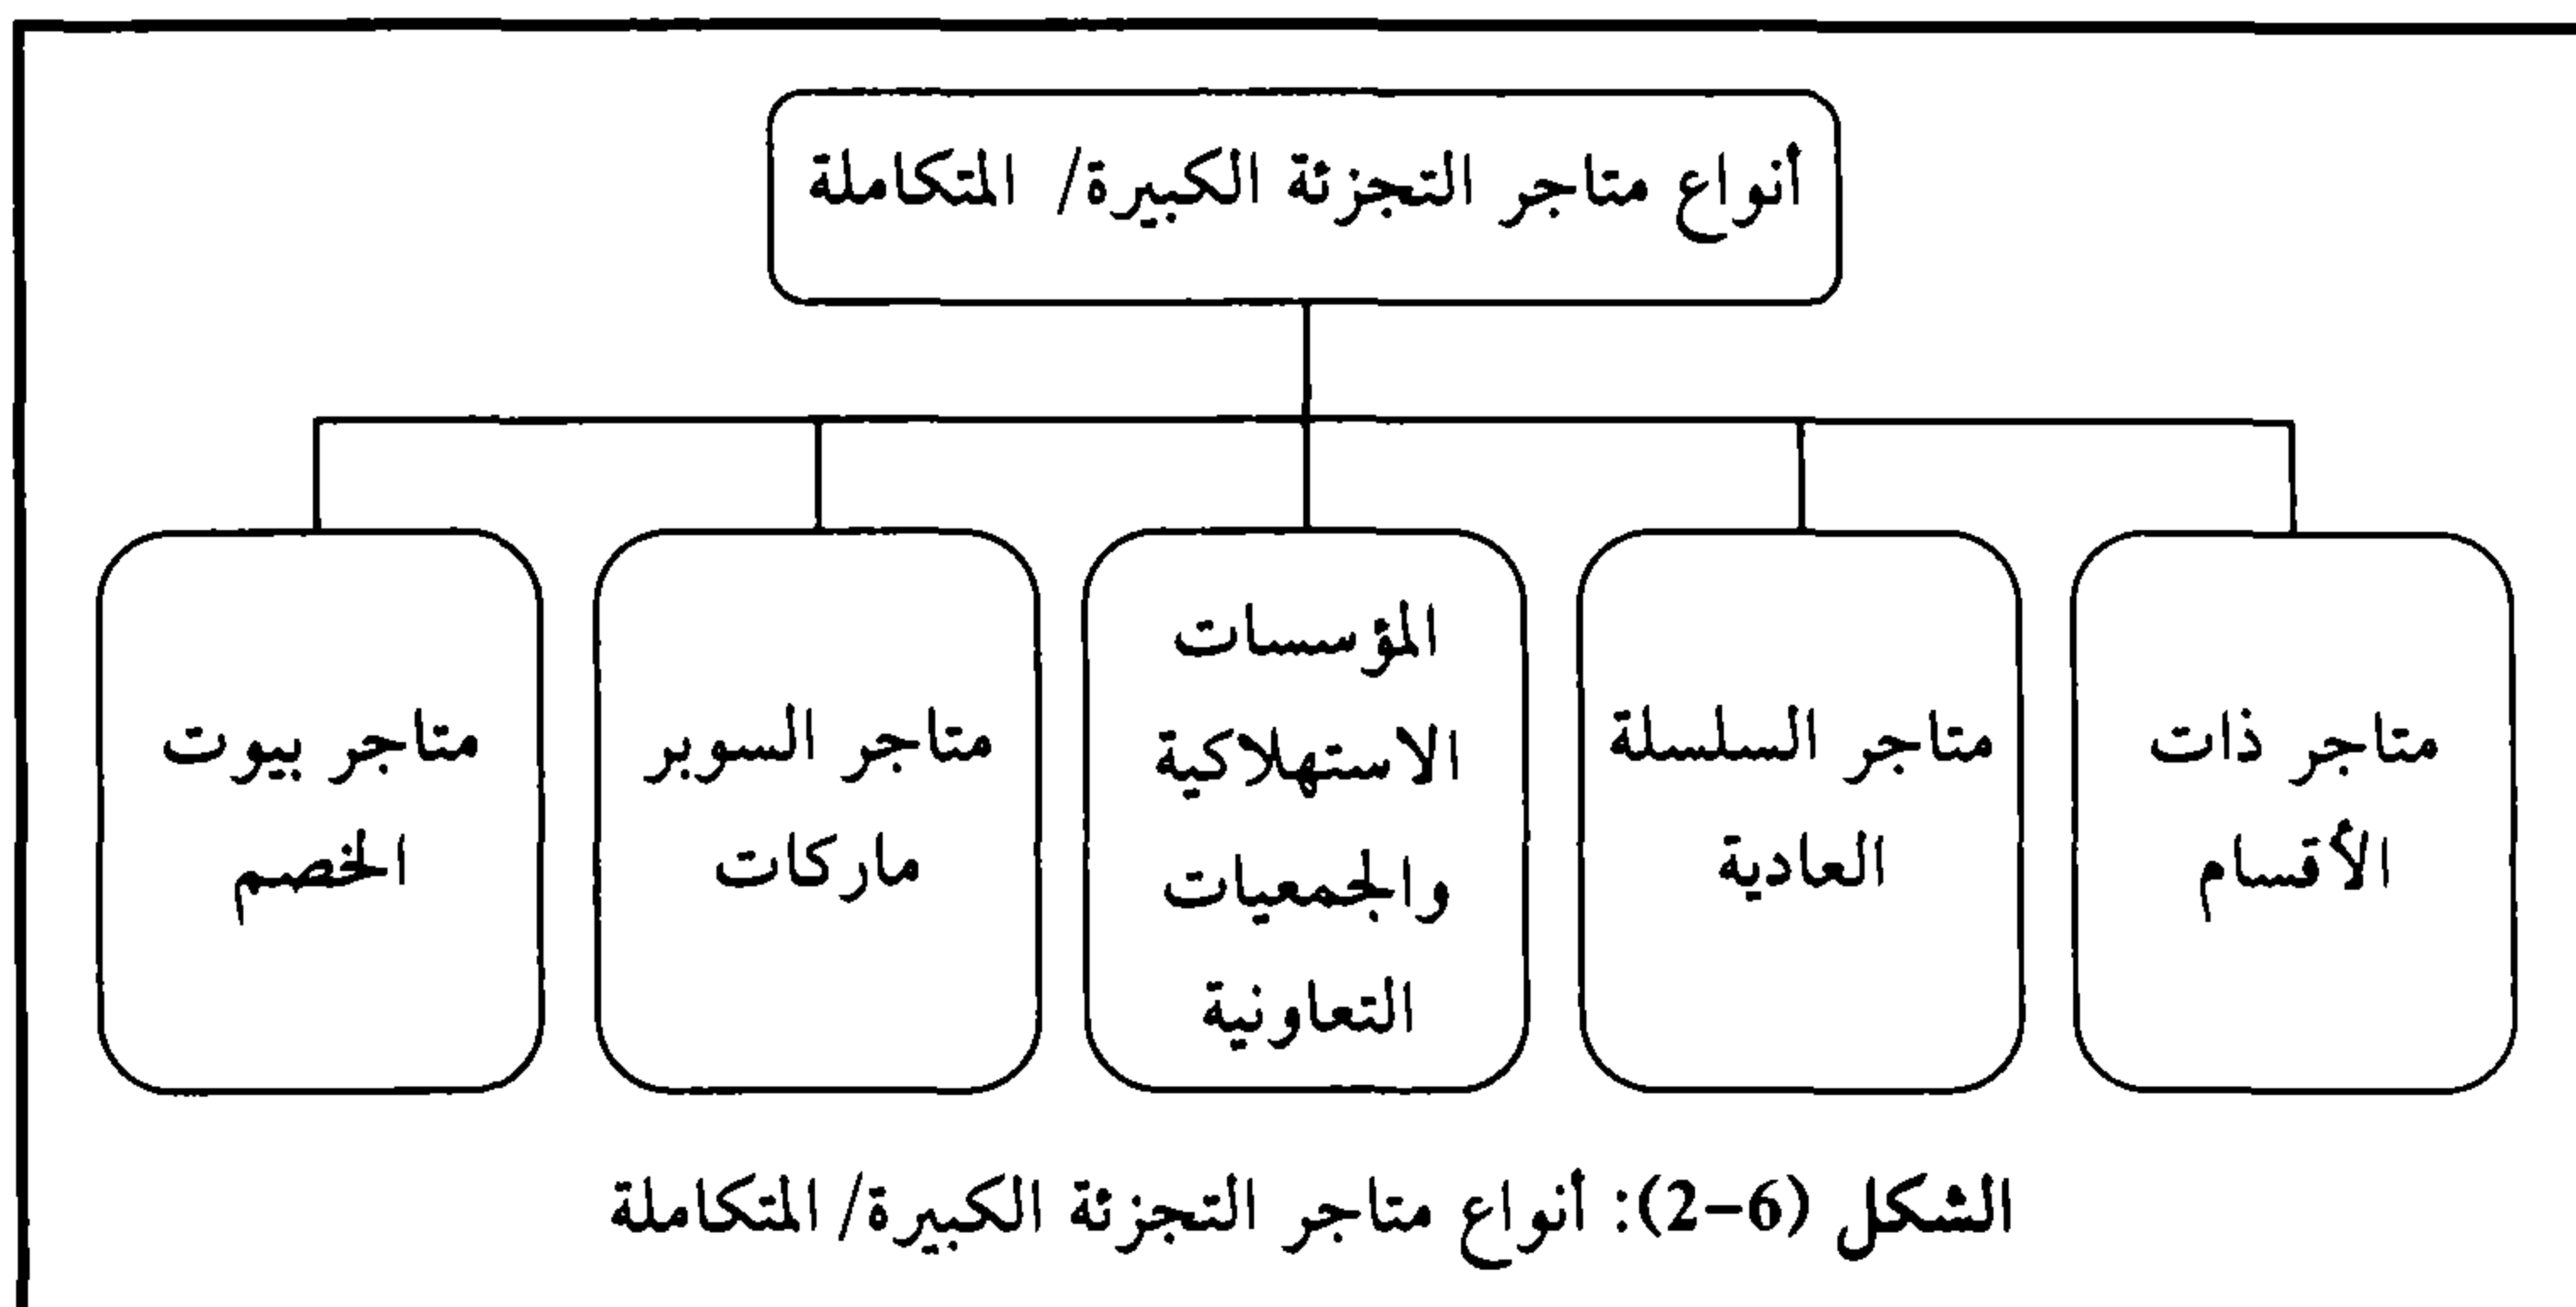 أنواع متاجر التجزئة الكبيرة/ المتكاملة
متاجر ذات
الأقسام
متاجر السلسلة
العادية
المؤسسات
الاستهلاكية
والجمعيات
التعاونية
متاجر السوبر
ماركات
متاجر بيوت
الخصم
الشكل (6-2): أنواع متاجر التجزئة الكبيرة/ المتكاملة